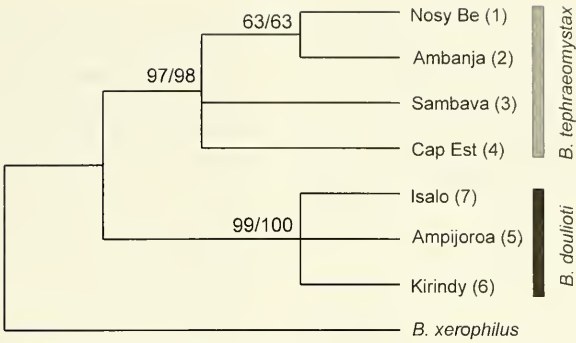 63/63
Nosy Be (1)
Ambanja (2)
97/98
Sambava (3)
Cap Est (4)
B. tephraeomystax
99/100
Isalo (7)
Ampijoroa (5)
Kirindy (6)
B. doulioti
B. xerophilus